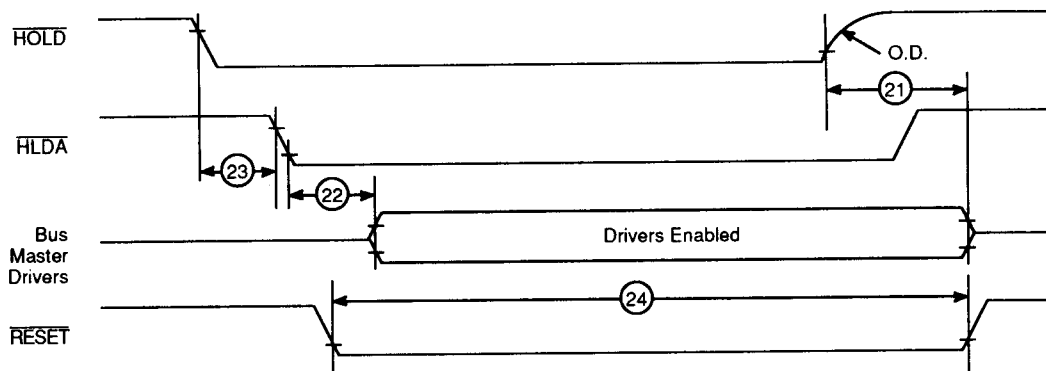 HOLD
O.D.
21
HLDA
23
22
Bus
Master
Drivers
Drivers Enabled
24
RESET